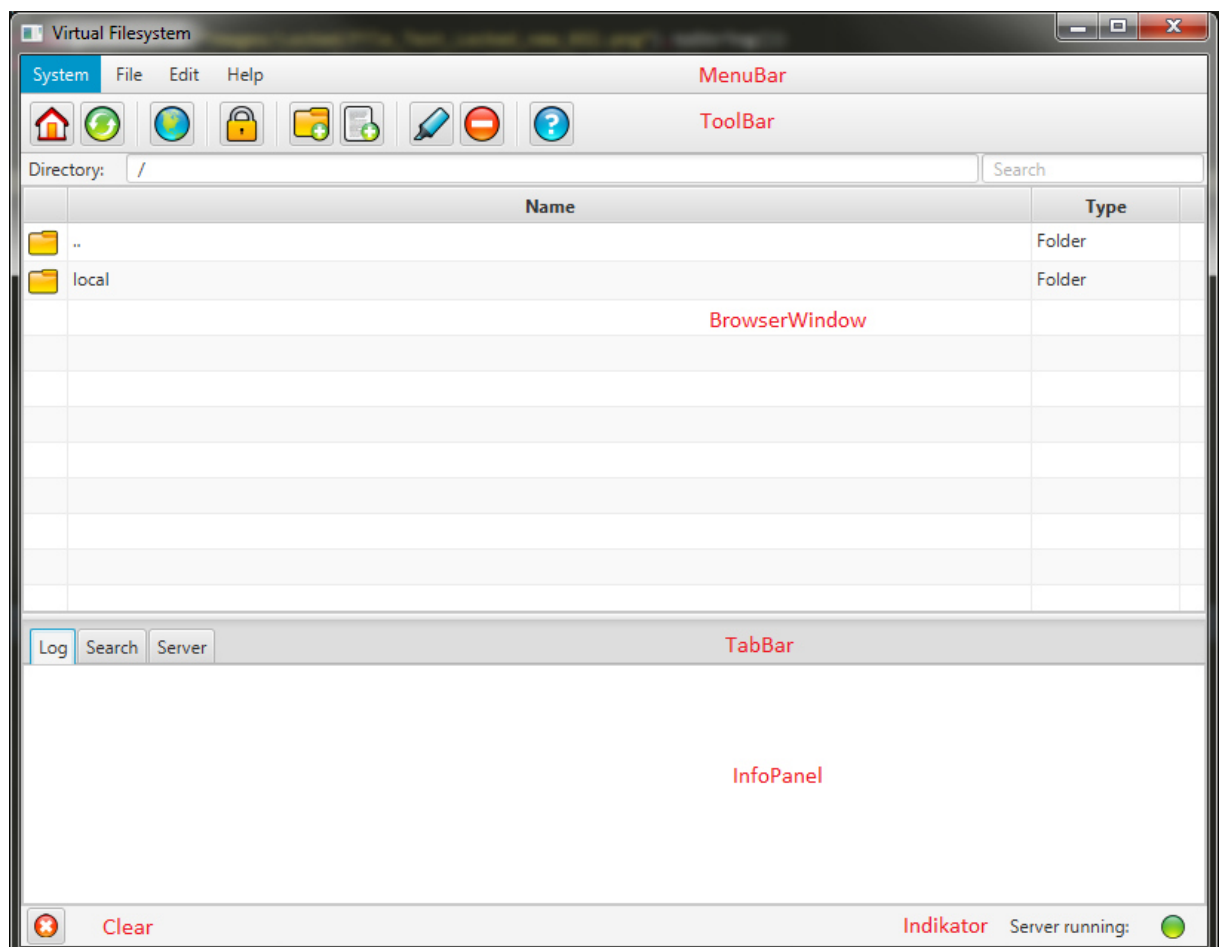 Virtual Filesystem
System File Edit Help MenuBar
ToolBar
Directory: / Search
Name Type
.. Folder
local Folder
BrowserWindow
Log Search Server TabBar
InfoPanel
Clear Indikator Server running: